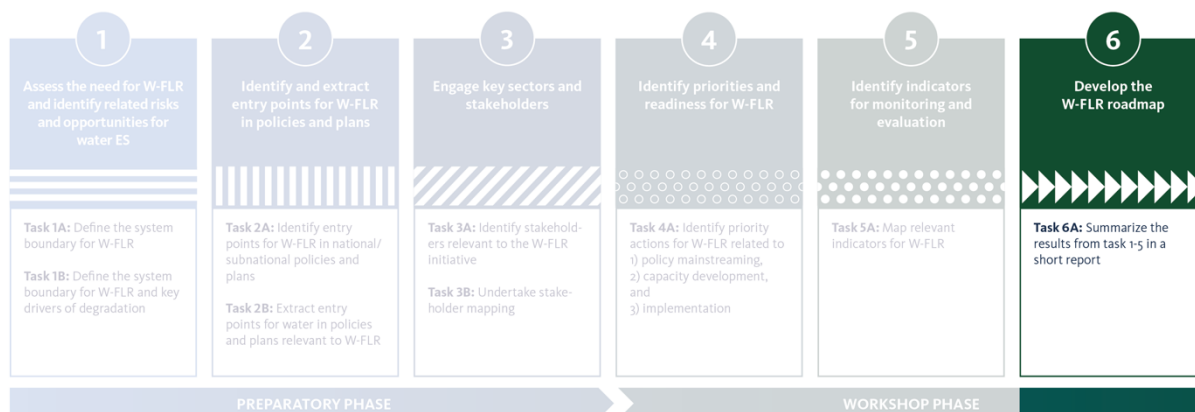 1
Assess the need for W-FLR
and identify related risks
and opportunities for
water ES
Task 1A: Define the system
boundary for W-FLR
Task 1B: Define the system
boundary for W-FLR and key
drivers of degradation
2
Identify and extract
entry points for W-FLR
in policies and plans
Task 2A: Identify entry
points for W-FLR in national/
subnational policies and
plans
Task 2B: Extract entry
points for water in policies
and plans relevant to W-FLR
3
Engage key sectors and
stakeholders
Task 3A: Identify stakehold-
ers relevant to the W-FLR
initiative
Task 3B: Undertake stake-
holder mapping
4
Identify priorities and
readiness for W-FLR
Task 4A: Identify priority
actions for W-FLR related to
1) policy mainstreaming,
2) capacity development,
and
3) implementation
5
Identify indicators
for monitoring and
evaluation
Task 5A: Map relevant
indicators for W-FLR
6
Develop the
W-FLR roadmap
Task 6A: Summarize the
results from task 1-5 in a
short report
PREPARATORY PHASE
WORKSHOP PHASE